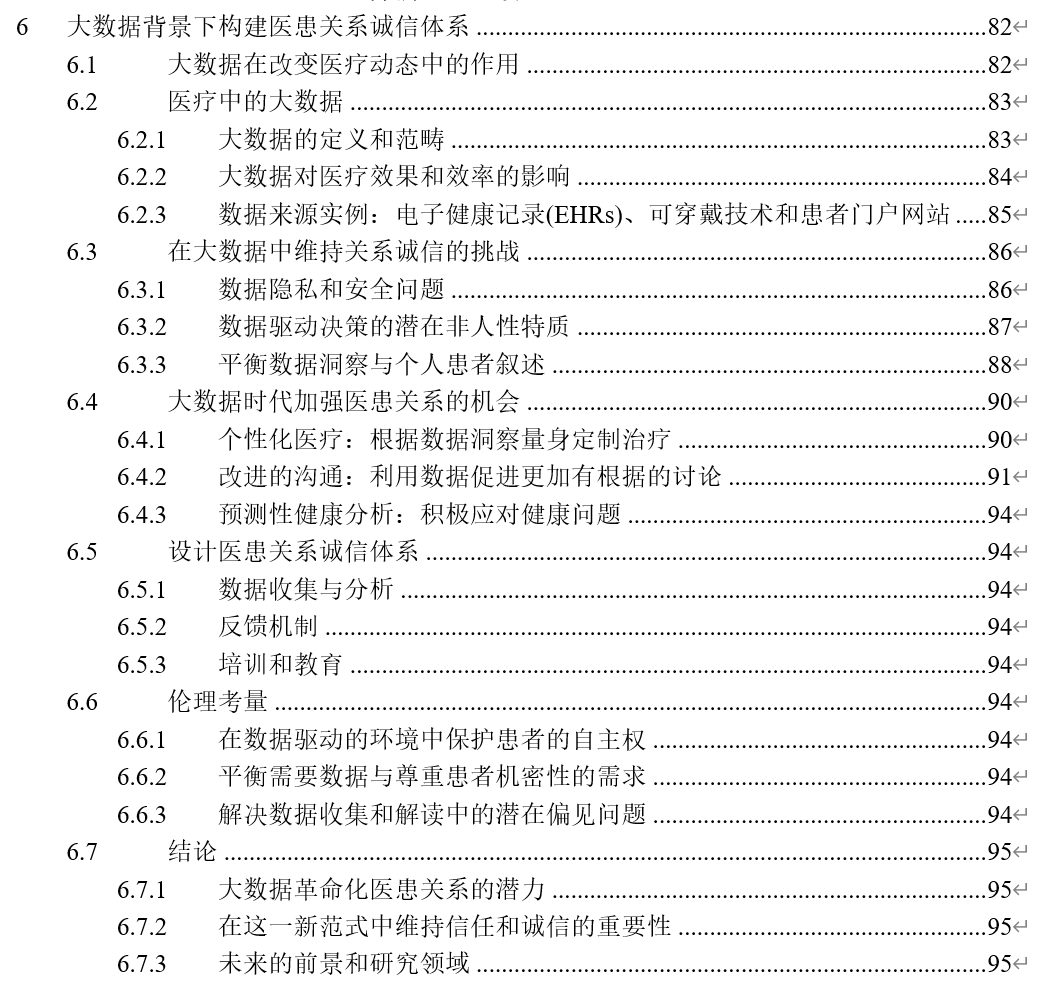 6 大数据背景下构建医患关系诚信体系 ........................ 82↵
6.1 大数据在改变医疗动态中的作用 ........................ 82↵
6.2 医疗中的大数据 ........................ 83↵
6.2.1 大数据的定义和范畴 ........................ 83↵
6.2.2 大数据对医疗效果和效率的影响 ........................ 84↵
6.2.3 数据来源实例：电子健康记录(EHRs)、可穿戴技术和患者门户网站 ..... 85↵
6.3 在大数据中维持关系诚信的挑战 ........................ 86↵
6.3.1 数据隐私和安全问题 ........................ 86↵
6.3.2 数据驱动决策的潜在非人性特质 ........................ 87↵
6.3.3 平衡数据洞察与个人患者叙述 ........................ 88↵
6.4 大数据时代加强医患关系的机会 ........................ 90↵
6.4.1 个性化医疗：根据数据洞察量身定制治疗 ........................ 90↵
6.4.2 改进的沟通：利用数据促进更加有根据的讨论 ........................ 91↵
6.4.3 预测性健康分析：积极应对健康问题 ........................ 94↵
6.5 设计医患关系诚信体系 ........................ 94↵
6.5.1 数据收集与分析 ........................ 94↵
6.5.2 反馈机制 ........................ 94↵
6.5.3 培训和教育 ........................ 94↵
6.6 伦理考量 ........................ 94↵
6.6.1 在数据驱动的环境中保护患者的自主权 ........................ 94↵
6.6.2 平衡需要数据与尊重患者机密性的需求 ........................ 94↵
6.6.3 解决数据收集和解读中的潜在偏见问题 ........................ 94↵
6.7 结论 ........................ 95↵
6.7.1 大数据革命化医患关系的潜力 ........................ 95↵
6.7.2 在这一新范式中维持信任和诚信的重要性 ........................ 95↵
6.7.3 未来的前景和研究领域 ........................ 95↵